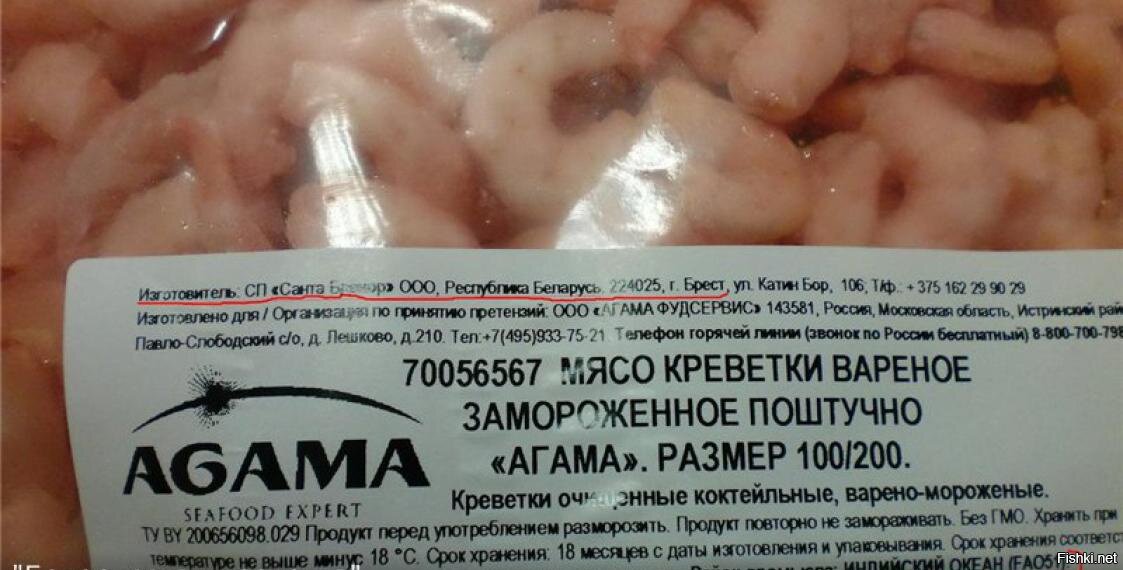 Изготовитель: СП «Санта Бремор» ООО, Республика Беларусь, 224025, г. Брест, ул. Катин Бор, 106, Т/ф.: + 375 162 29 90 29
Изготовлено для / Организация по принятию претензий: ООО «АГАМА ФУДСЕРВИС» 143581, Россия, Московская область, Истринский рай
Павло-Слободский с/о, д. Лешково, д.210. Тел:+7(495)933-75-21 Телефон горячей линии (звонок по России бесплатный) 8-800-700-798
70056567 МЯСО КРЕВЕТКИ ВАРЕНОЕ
ЗАМОРОЖЕННОЕ ПОШТУЧНО
«АГАМА». РАЗМЕР 100/200.
AGAMA
SEAFOOD EXPERT
Креветки очищенные коктейльные, варено-мороженые.
ТУ BY 200656098.029 Продукт перед употреблением разморозить. Продукт повторно не замораживать. Без ГМО. Хранить при
температуре не выше минус 18 °С. Срок хранения: 18 месяцев с даты изготовления и упаковывания. Срок хранения соответс
ИНДИЙСКИЙ ОКЕАН (FAO51
Fishki.net